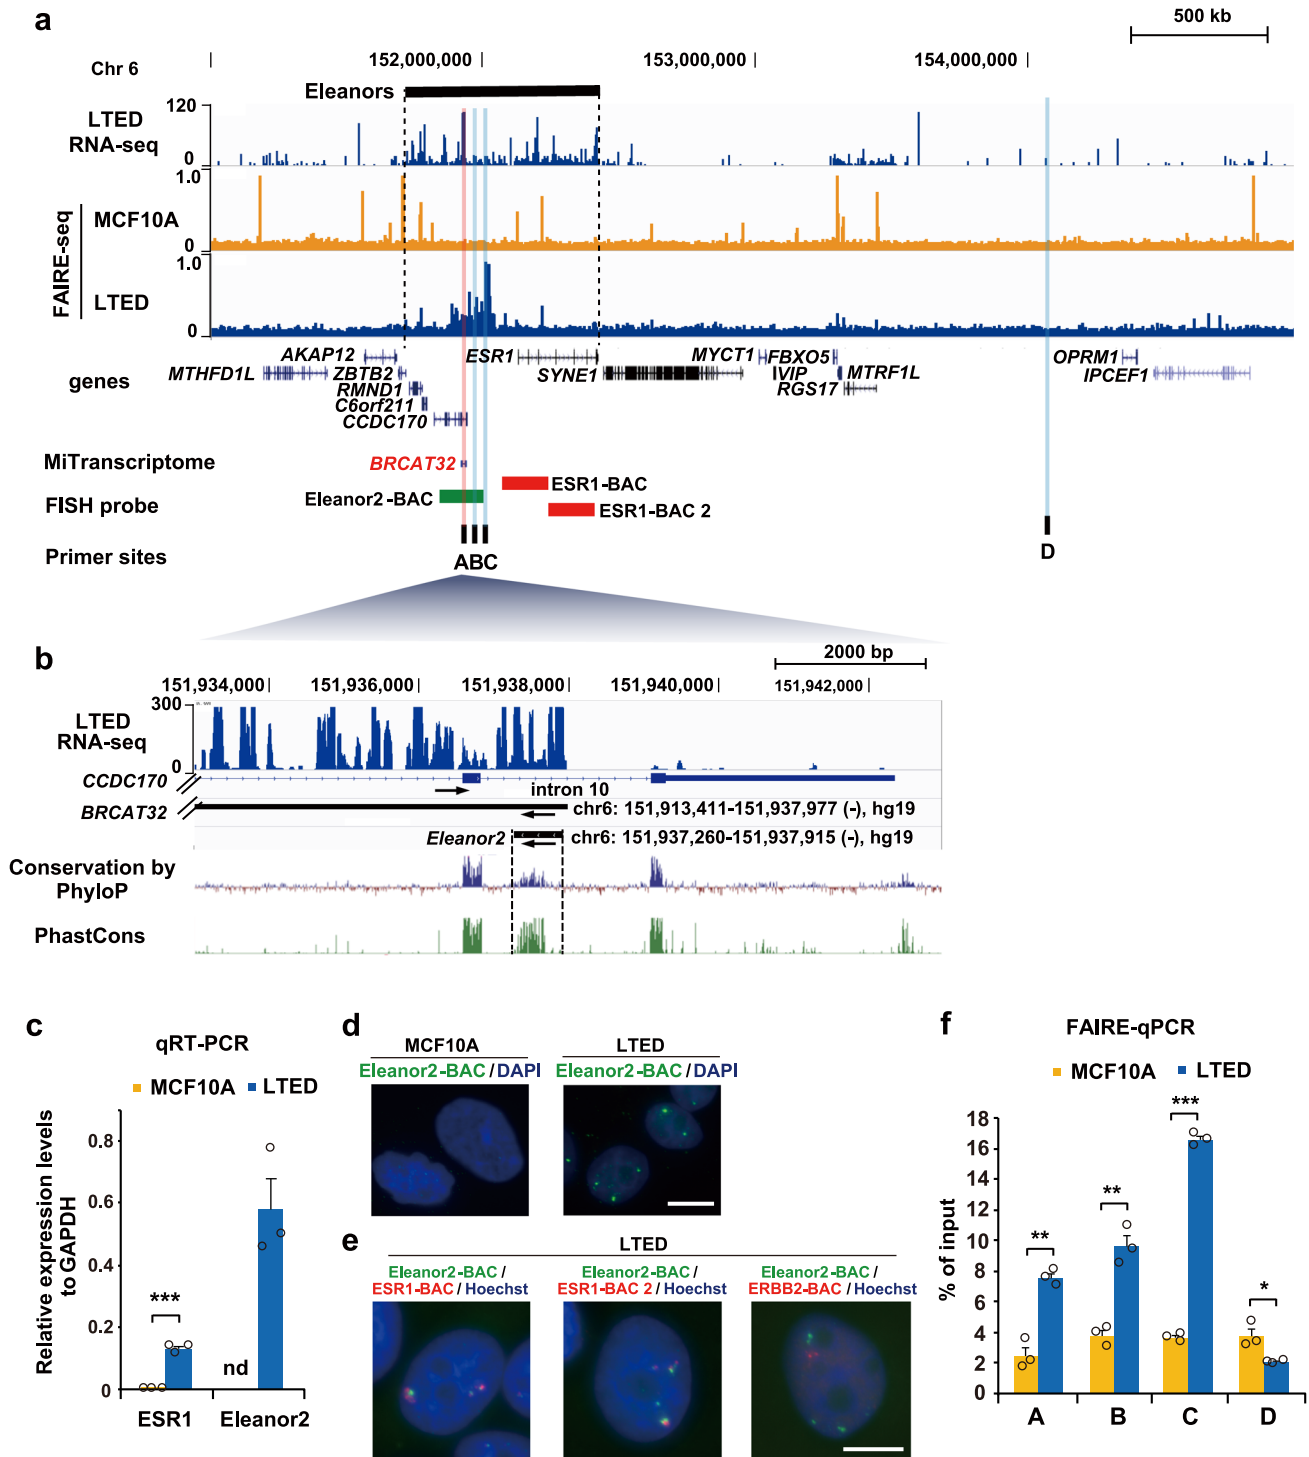 a
500 kb
Chr 6
152,000,000
153,000,000
154,000,000
Eleanors
LTED
RNA-seq
120
0
FAIRE-seq
MCF10A
1.0
0
LTED
1.0
0
genes
AKAP12
ESR1
MYCT1
FBXO5
OPRM1
MTHFD1L
ZBTB2
SYNE1
VIP
MTRF1L
IPCEF1
RMND1
RGS17
C6orf211
CCDC170
MiTranscriptome
BRCAT32
FISH probe
Eleanor2-BAC
ESR1-BAC
ESR1-BAC 2
Primer sites
ABC
D
b
2000 bp
151,934,000
151,936,000
151,938,000
151,940,000
151,942,000
LTED
RNA-seq
300
0
CCDC170
intron 10
BRCAT32
chr6: 151,913,411-151,937,977 (-), hg19
Eleanor2
chr6: 151,937,260-151,937,915 (-), hg19
Conservation by
PhyloP
PhastCons
c
qRT-PCR
MCF10A
LTED
Relative expression levels
to GAPDH
0.8
0.6
0.4
0.2
0
***
nd
ESR1
Eleanor2
d
MCF10A
Eleanor2-BAC / DAPI
LTED
Eleanor2-BAC / DAPI
e
LTED
Eleanor2-BAC /
ESR1-BAC / Hoechst
Eleanor2-BAC /
ESR1-BAC 2 / Hoechst
Eleanor2-BAC /
ERBB2-BAC / Hoechst
f
FAIRE-qPCR
MCF10A
LTED
% of input
18
16
14
12
10
8
6
4
2
0
**
**
***
*
A
B
C
D